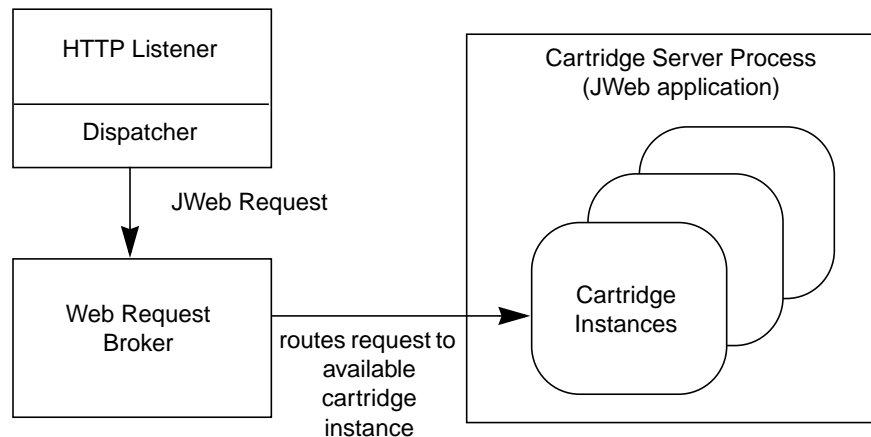 HTTP Listener
Dispatcher
JWeb Request
Web Request
Broker
routes request to
available
cartridge
instance
Cartridge Server Process
(JWeb application)
Cartridge
Instances